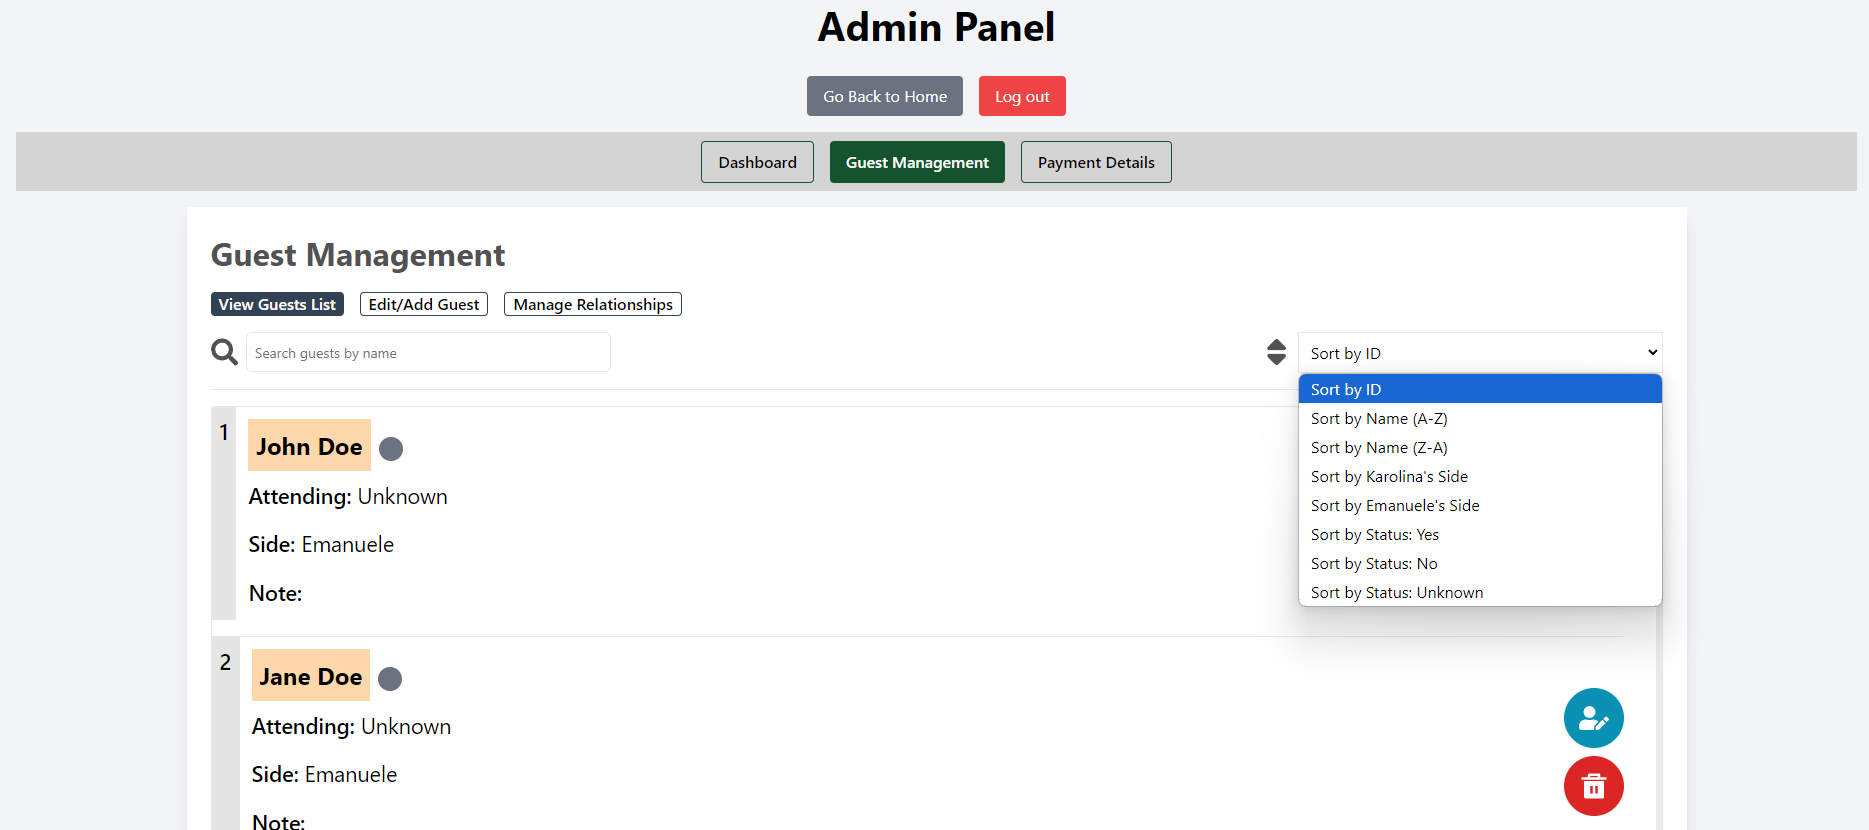 Admin Panel
Go Back to Home
Log out
Dashboard
Guest Management
Payment Details
Guest Management
View Guests List
Edit/Add Guest
Manage Relationships
Search guests by name
Sort by ID
Sort by ID
Sort by Name (A-Z)
Sort by Name (Z-A)
Sort by Karolina's Side
Sort by Emanuele's Side
Sort by Status: Yes
Sort by Status: No
Sort by Status: Unknown
1
John Doe
Attending: Unknown
Side: Emanuele
Note:
2
Jane Doe
Attending: Unknown
Side: Emanuele
Note: